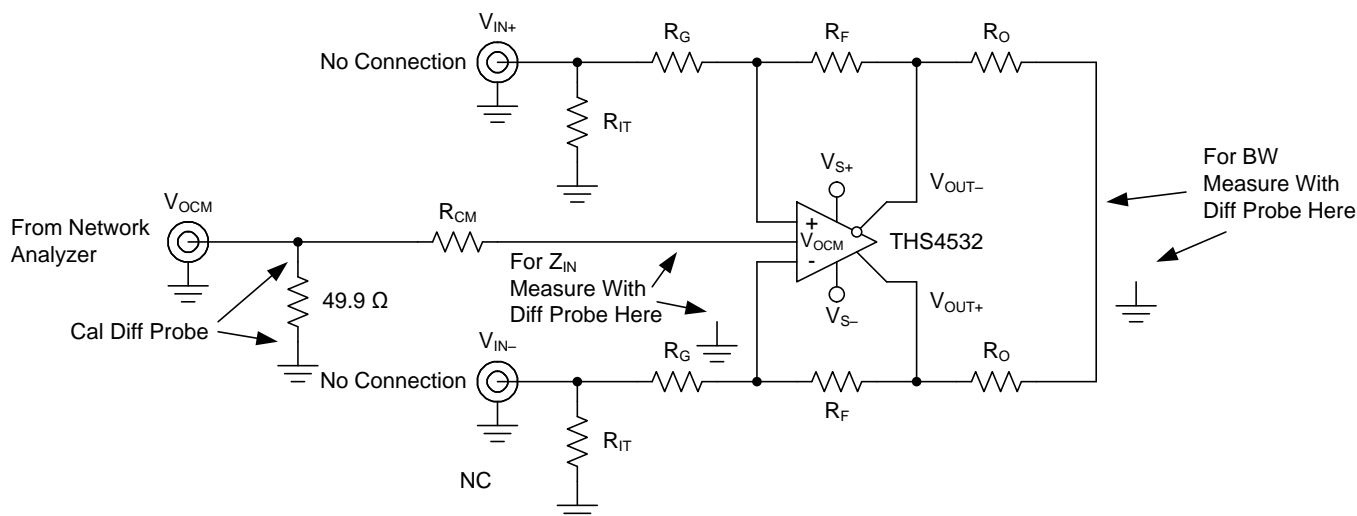 V_IN+
No Connection
R_G
R_F
R_O
R_IT
V_S+
V_OUT–
For BW
Measure With
Diff Probe Here
V_OCM
From Network
Analyzer
R_CM
+
V_OCM
-
THS4532
49.9 Ω
Cal Diff Probe
For Z_IN
Measure With
Diff Probe Here
V_S–
V_OUT+
V_IN–
No Connection
R_G
R_F
R_O
R_IT
NC